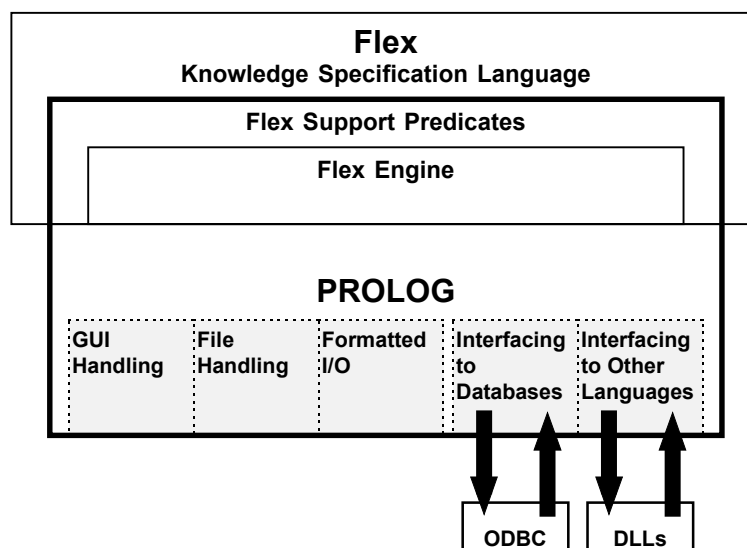 Flex
Knowledge Specification Language
Flex Support Predicates
Flex Engine
PROLOG
GUI
Handling
File
Handling
Formatted
I/O
Interfacing
to
Databases
Interfacing
to Other
Languages
ODBC
DLLs